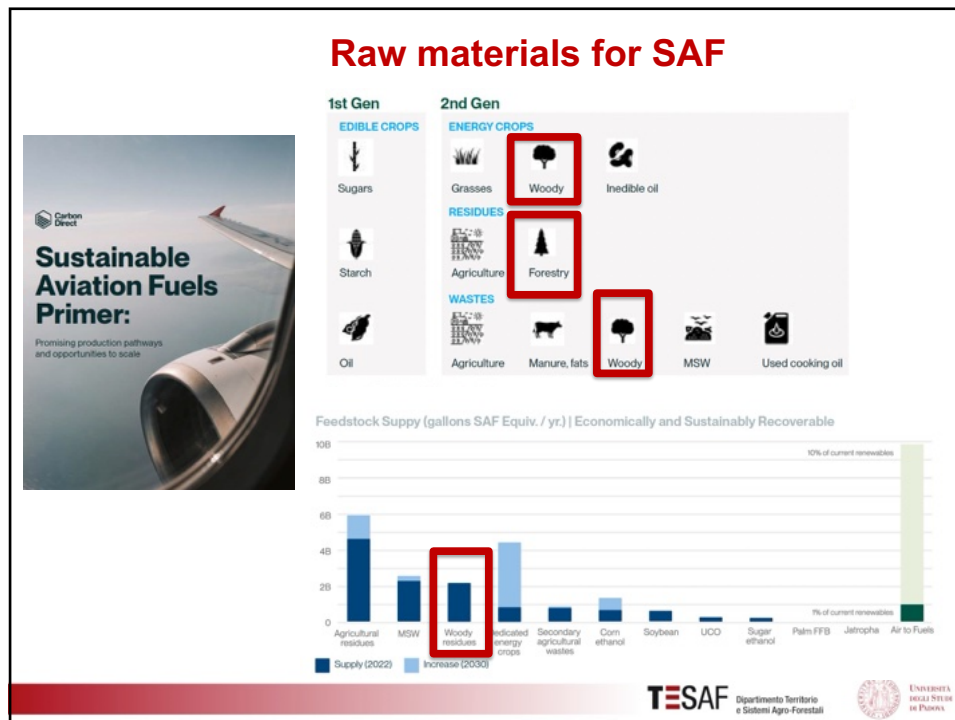 Raw materials for SAF
Carbon
Direct
Sustainable
Aviation Fuels
Primer:
Promising production pathways
and opportunities to scale
1st Gen 2nd Gen
EDIBLE CROPS ENERGY CROPS
Sugars Grasses Woody Inedible oil
RESIDUES
Starch Agriculture Forestry
WASTES
Oil Agriculture Manure, fats Woody MSW Used cooking oil
Feedstock Suppy (gallons SAF Equiv. / yr.) | Economically and Sustainably Recoverable
10B
10% of current renewables
8B
6B
4B
2B
1% of current renewables
0
Agricultural
residues
MSW
Woody
residues
Dedicated
energy
crops
Secondary
agricultural
wastes
Corn
ethanol
Soybean
UCO
Sugar
ethanol
Palm FFB
Jatropha
Air to Fuels
Supply (2022) Increase (2030)
TESAF Dipartimento Territorio
e Sistemi Agro-Forestali
UNIVERSITÀ
DEGLI STUDI
DI PADOVA